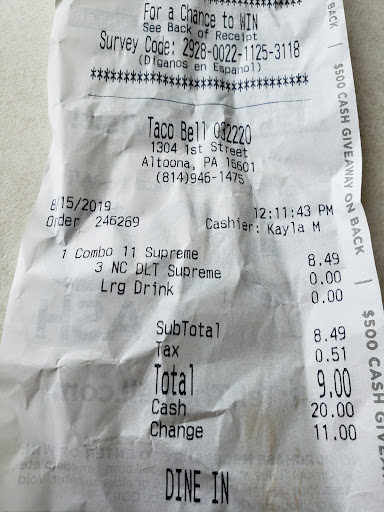 For a Chance to WIN
See Back of Receipt
Survey Code: 2928-0022-1125-3118
(Díganos en Español)
************************************
Taco Bell 032220
1304 1st Street
Altoona, PA 16601
(814)946-1475
8/15/2019 12:11:43 PM
Order 246269 Cashier: Kayla M
1 Combo 11 Supreme 8.49
3 NC DLT Supreme 0.00
Lrg Drink 0.00
SubTotal 8.49
Tax 0.51
Total 9.00
Cash 20.00
Change 11.00
DINE IN
BACK | $500 CASH GIVEAWAY ON BACK | $500 CASH GIVEA